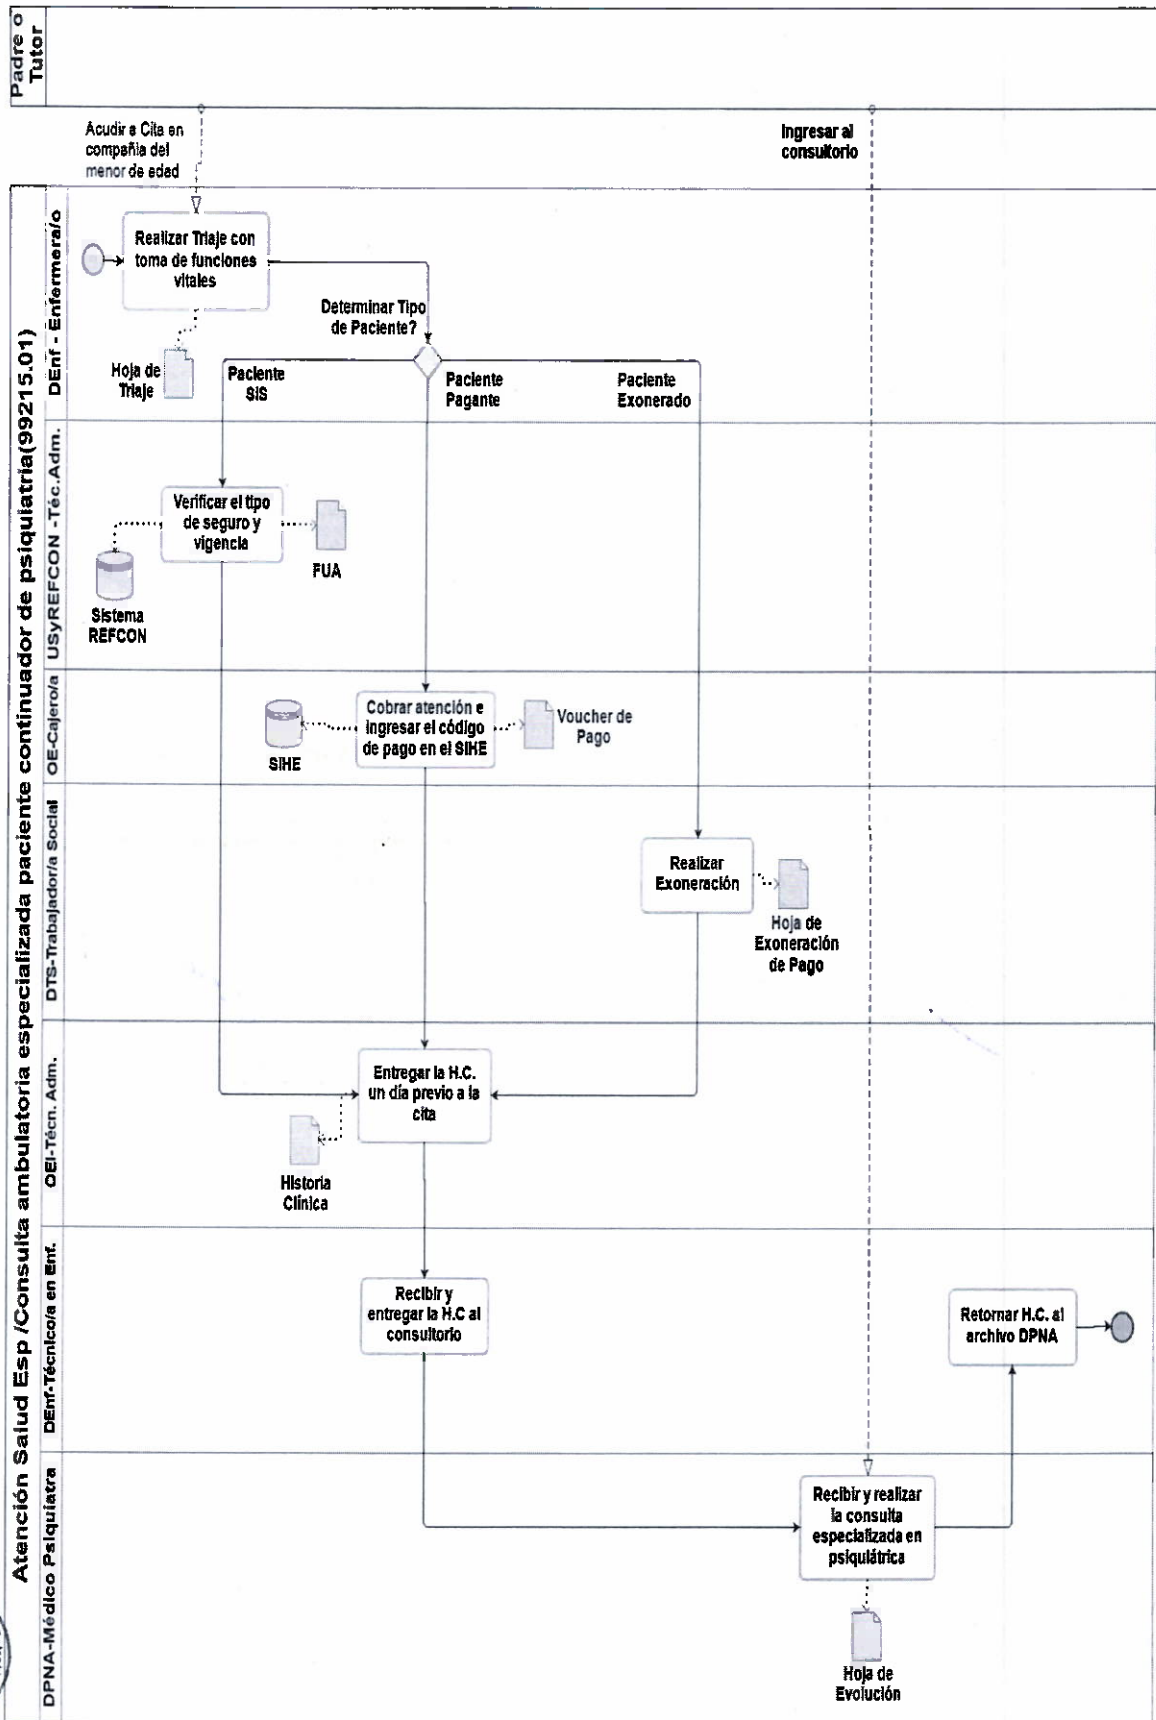 Padre o
Tutor
Acudir a Cita en
compañia del
menor de edad
Ingresar al
consultorio
Atención Salud Esp /Consulta ambulatoria especializada paciente continuador de psiquiatria(99215.01)
DEnf - Enfermera/o
Realizar Triaje con
toma de funciones
vitales
Determinar Tipo
de Paciente?
Hoja de
Triaje
Paciente
SIS
Paciente
Pagante
Paciente
Exonerado
USyREFCON -Téc.Adm.
Verificar el tipo
de seguro y
vigencia
FUA
Sistema
REFCON
OE-Cajero/a
Cobrar atención e
ingresar el código
de pago en el SIHE
SIHE
Voucher de
Pago
DTS-Trabajador/a Social
Realizar
Exoneración
Hoja de
Exoneración
de Pago
OEI-Técn. Adm.
Entregar la H.C.
un día previo a la
cita
Historia
Clínica
DEnf-Técnico/a en Enf.
Recibir y
entregar la H.C al
consultorio
Retornar H.C. al
archivo DPNA
DPNA-Médico Psiquiatra
Recibir y realizar
la consulta
especializada en
psiquiátrica
Hoja de
Evolución